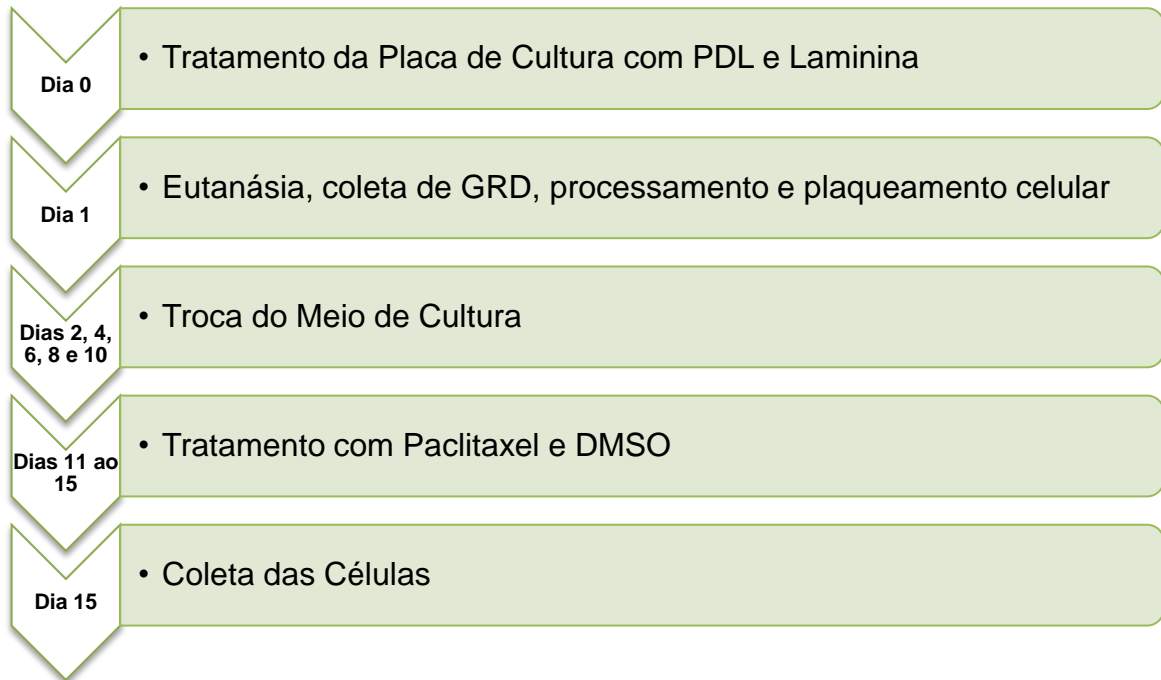 Dia 0
• Tratamento da Placa de Cultura com PDL e Laminina
Dia 1
• Eutanásia, coleta de GRD, processamento e plaqueamento celular
Dias 2, 4,
6, 8 e 10
• Troca do Meio de Cultura
Dias 11 ao
15
• Tratamento com Paclitaxel e DMSO
Dia 15
• Coleta das Células